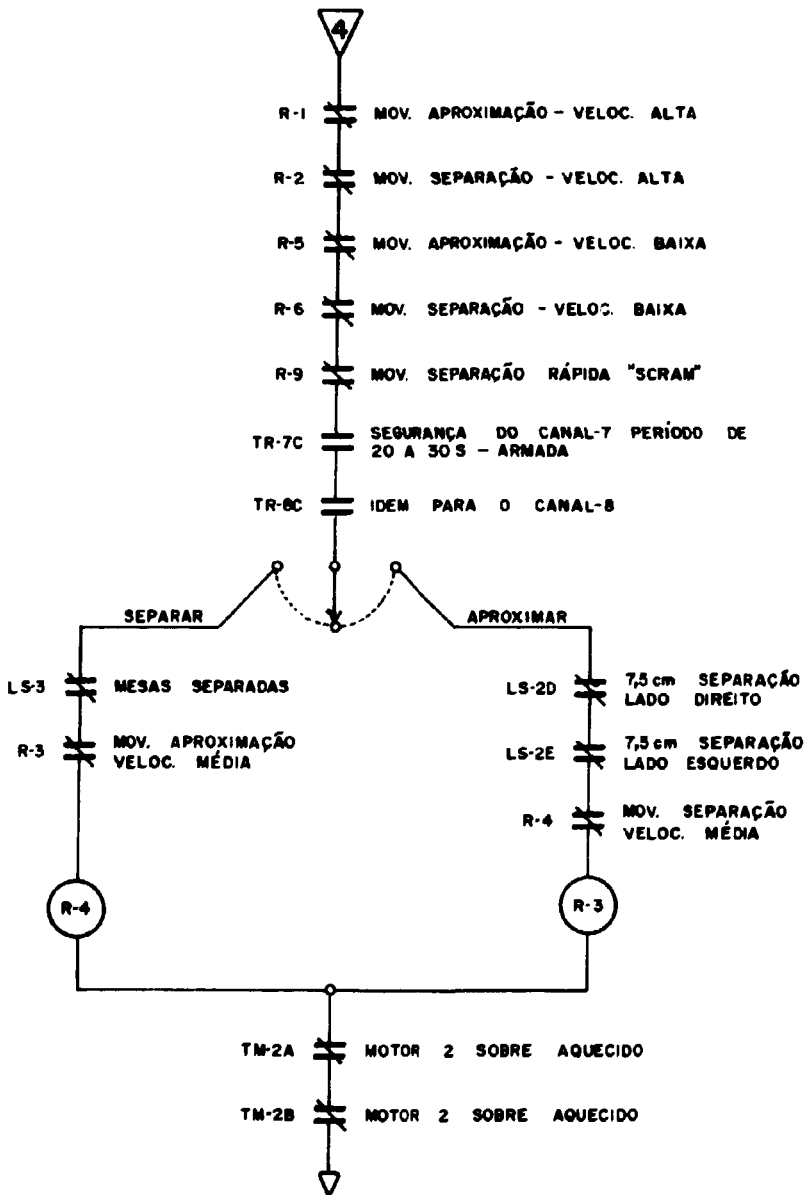 4
R-1 MOV. APROXIMAÇÃO - VELOC. ALTA
R-2 MOV. SEPARAÇÃO - VELOC. ALTA
R-5 MOV. APROXIMAÇÃO - VELOC. BAIXA
R-6 MOV. SEPARAÇÃO - VELOC. BAIXA
R-9 MOV. SEPARAÇÃO RÁPIDA "SCRAM"
TR-7C SEGURANÇA DO CANAL-7 PERÍODO DE
20 A 30 S - ARMADA
TR-8C IDEM PARA O CANAL-8
SEPARAR
APROXIMAR
LS-3 MESAS SEPARADAS
R-3 MOV. APROXIMAÇÃO
VELOC. MÉDIA
LS-2D 7,5 cm SEPARAÇÃO
LADO DIREITO
LS-2E 7,5 cm SEPARAÇÃO
LADO ESQUERDO
R-4 MOV. SEPARAÇÃO
VELOC. MÉDIA
R-4
R-3
TM-2A MOTOR 2 SOBRE AQUECIDO
TM-2B MOTOR 2 SOBRE AQUECIDO